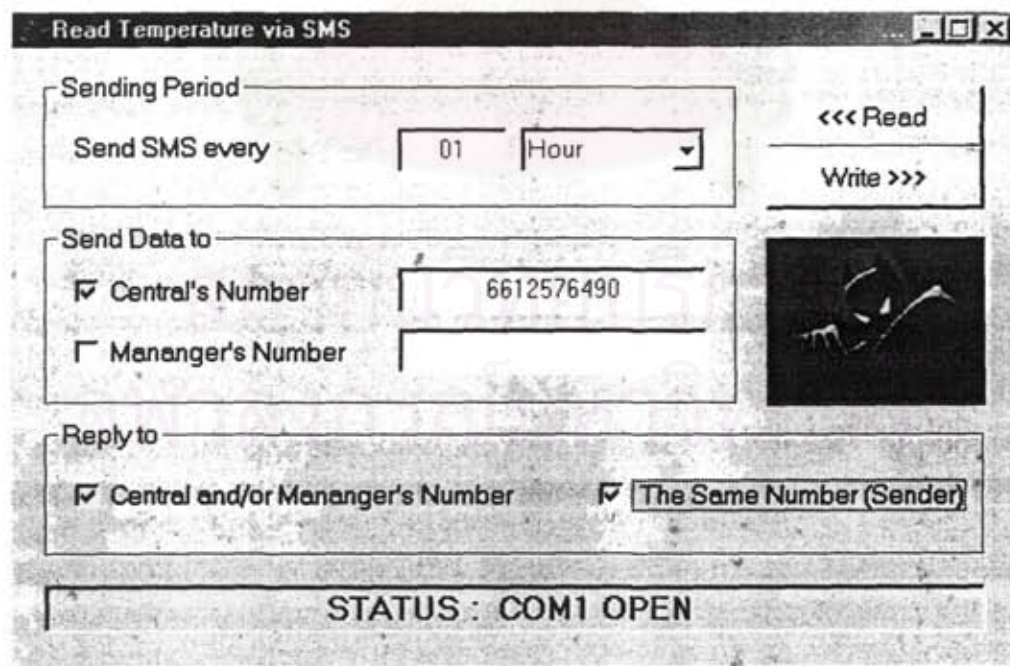 Read Temperature via SMS
Sending Period
Send SMS every 01 Hour
<<< Read
Write >>>
Send Data to
Central's Number 6612576490
Mananger's Number
Reply to
Central and/or Mananger's Number The Same Number (Sender)
STATUS : COM1 OPEN